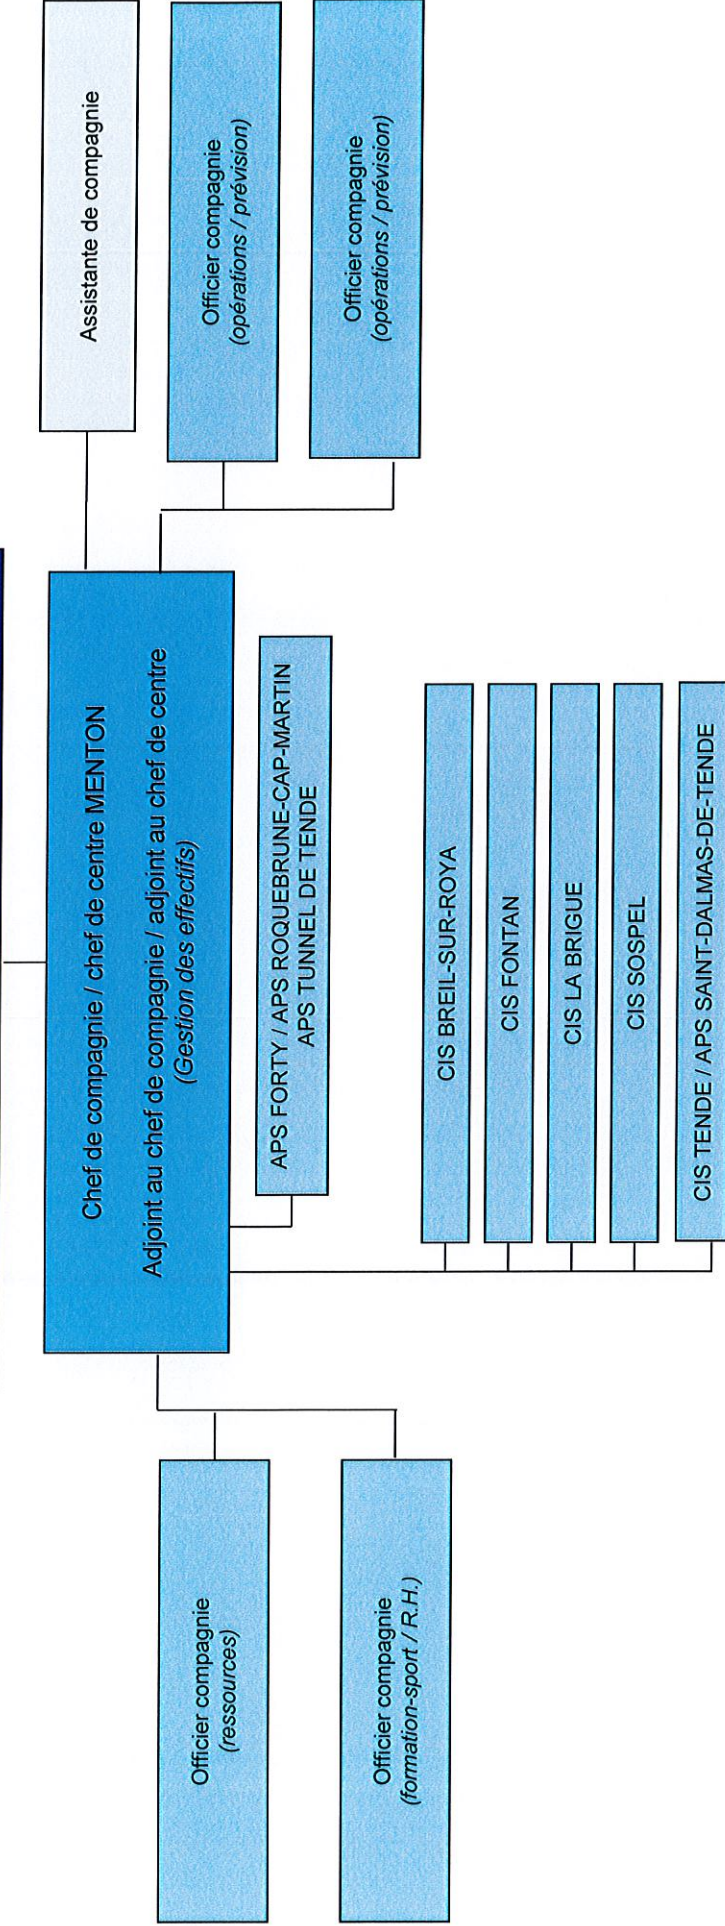 Assistante de compagnie
Chef de compagnie / chef de centre MENTON
Adjoint au chef de compagnie / adjoint au chef de centre
(Gestion des effectifs)
Officier compagnie
(ressources)
Officier compagnie
(opérations / prévision)
APS FORTY / APS ROQUEBRUNE-CAP-MARTIN
APS TUNNEL DE TENDE
Officier compagnie
(formation-sport / R.H.)
Officier compagnie
(opérations / prévision)
CIS BREIL-SUR-ROYA
CIS FONTAN
CIS LA BRIGUE
CIS SOSPEL
CIS TENDE / APS SAINT-DALMAS-DE-TENDE